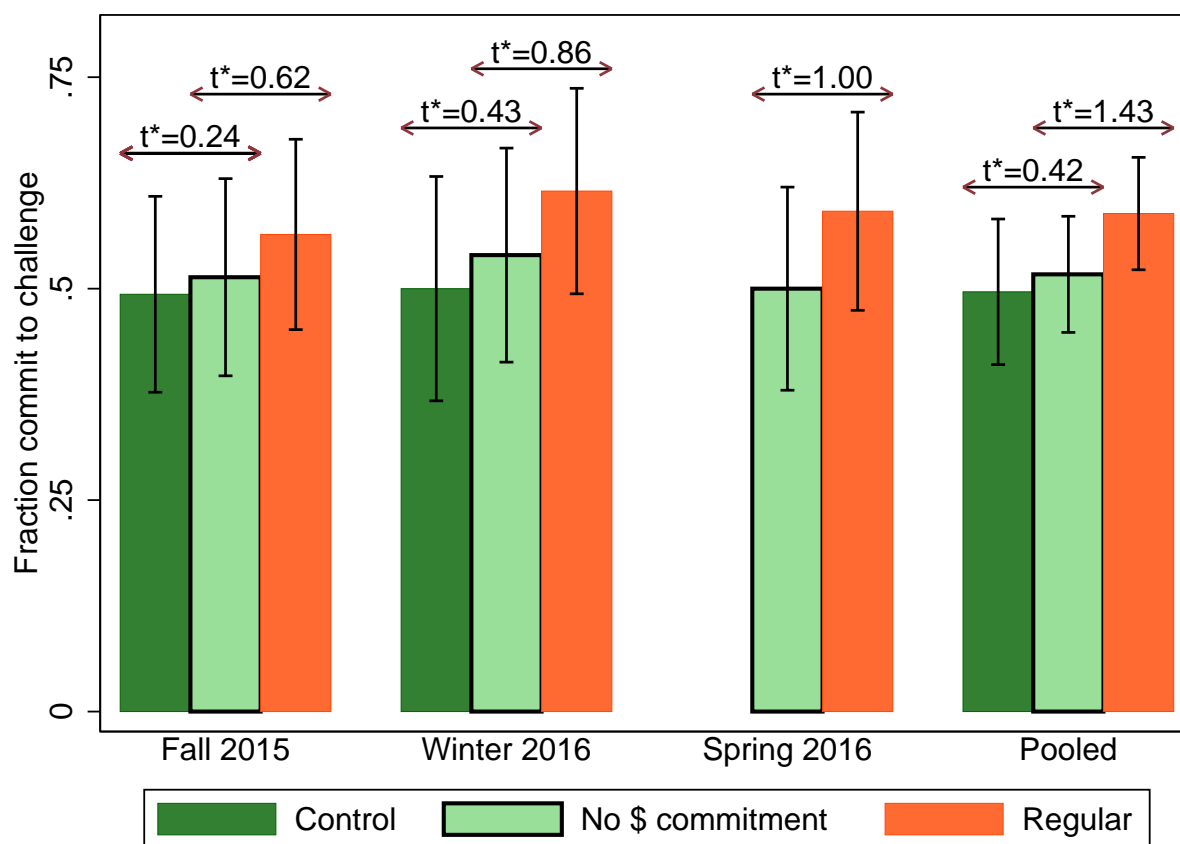 t*=0.86
t*=0.62
t*=1.00
t*=0.43
t*=1.43
t*=0.24
t*=0.42
Fraction commit to challenge
.75
.5
.25
0
Fall 2015
Winter 2016
Spring 2016
Pooled
Control
No $ commitment
Regular